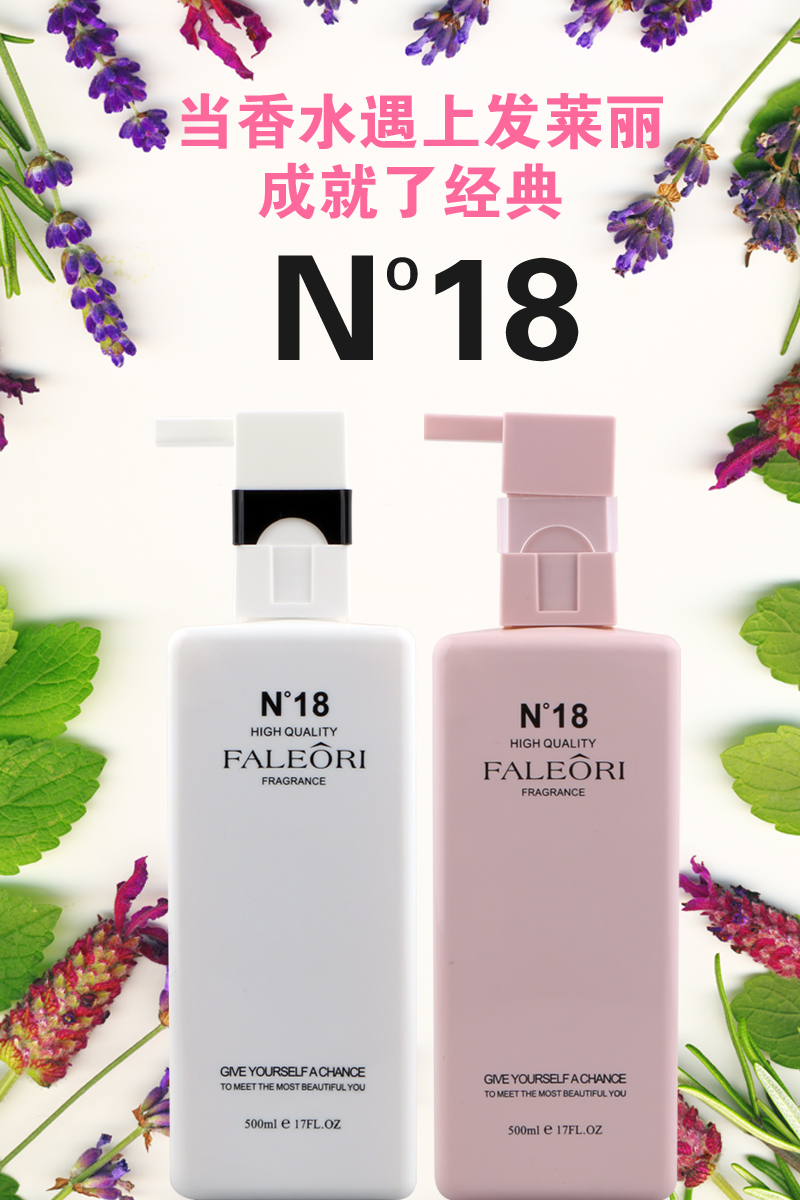 当香水遇上发莱丽
成就了经典
Nº18
N°18
HIGH QUALITY
FALEÔRI
FRAGRANCE
GIVE YOURSELF A CHANCE
TO MEET THE MOST BEAUTIFUL YOU
500ml e 17FL.OZ
N°18
HIGH QUALITY
FALEÔRI
FRAGRANCE
GIVE YOURSELF A CHANCE
TO MEET THE MOST BEAUTIFUL YOU
500ml e 17FL.OZ